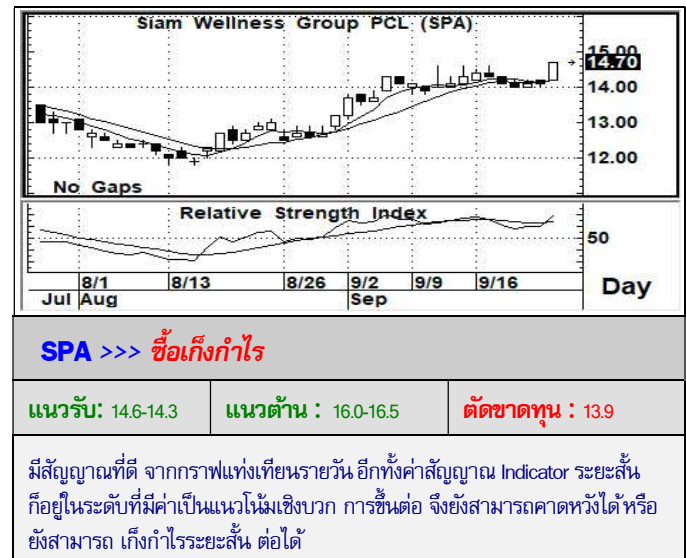 Siam Wellness Group PCL (SPA)
15.00
14.70
14.00
13.00
12.00
No Gaps
Relative Strength Index
50
8/1 8/13 8/26 9/2 9/9 9/16
Jul Aug Sep
Day
SPA >>> ซื้อเก็งกำไร
แนวรับ: 14.6-14.3 แนวต้าน : 16.0-16.5 ตัดขาดทุน : 13.9
มีสัญญาณที่ดี จากกราฟแท่งเทียนรายวัน อีกทั้งค่าสัญญาณ Indicator ระยะสั้น
ก็อยู่ในระดับที่มีค่าเป็นแนวโน้มเชิงบวก การขึ้นต่อ จึงยังสามารถคาดหวังได้ หรือ
ยังสามารถ เก็งกำไรระยะสั้น ต่อได้